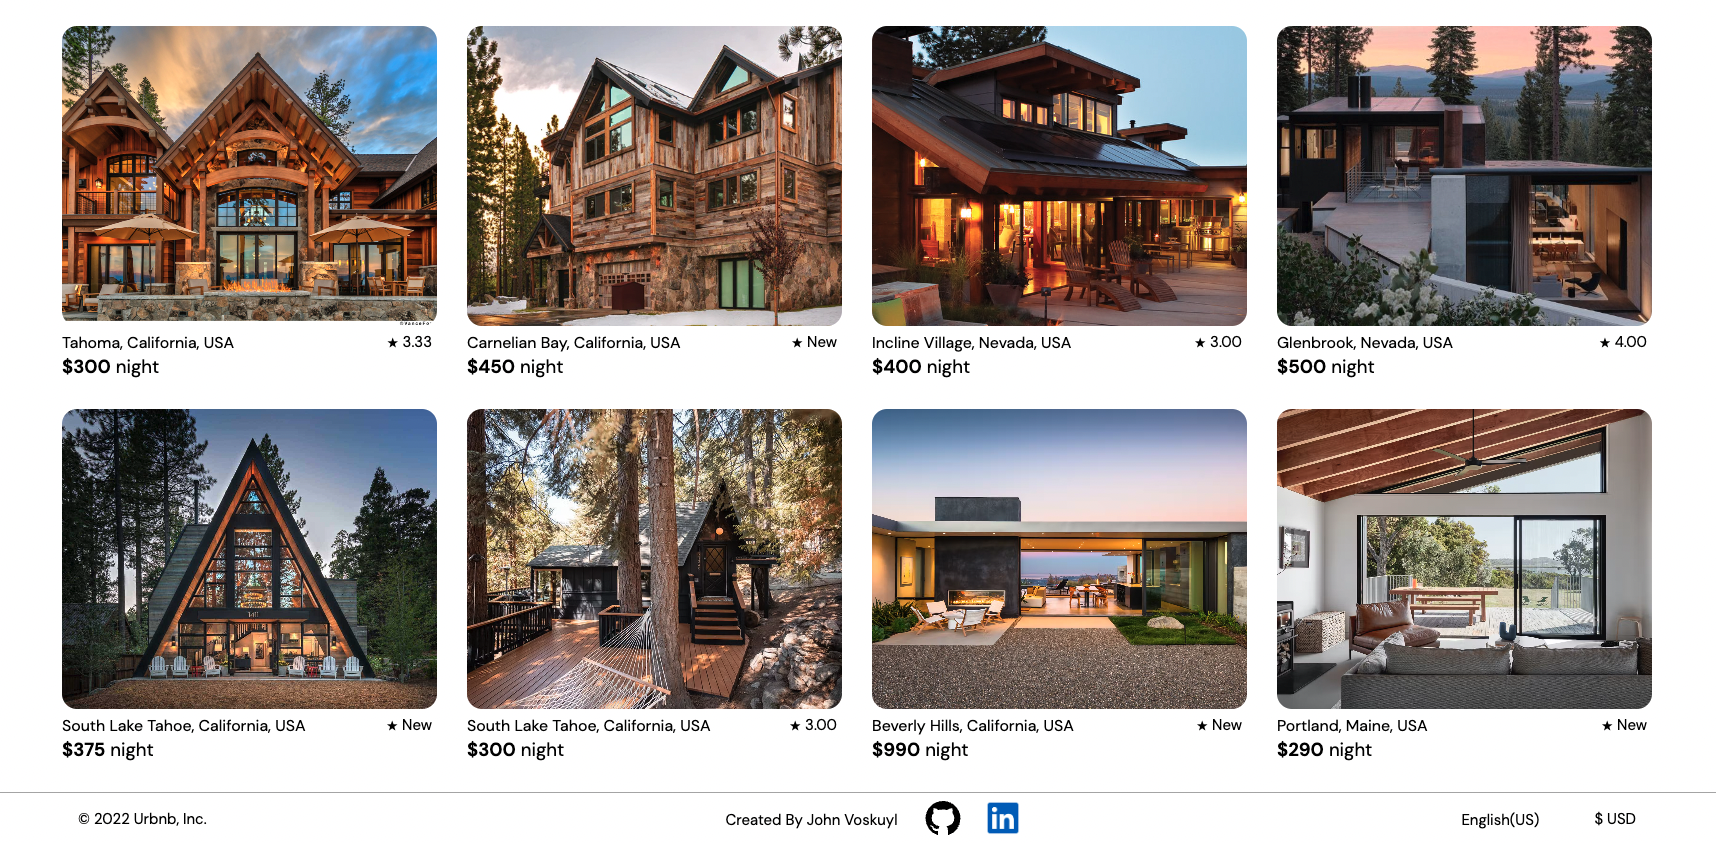 Tahoma, California, USA ★ 3.33
$300 night
Carnelian Bay, California, USA ★ New
$450 night
Incline Village, Nevada, USA ★ 3.00
$400 night
Glenbrook, Nevada, USA ★ 4.00
$500 night
South Lake Tahoe, California, USA ★ New
$375 night
South Lake Tahoe, California, USA ★ 3.00
$300 night
Beverly Hills, California, USA ★ New
$990 night
Portland, Maine, USA ★ New
$290 night
© 2022 Urbnb, Inc.
Created By John Voskuyl
in
English(US)
$ USD